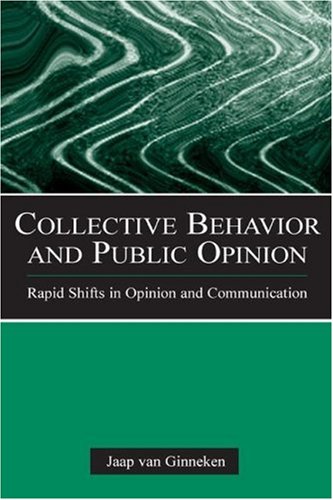 COLLECTIVE BEHAVIOR
AND PUBLIC OPINION
Rapid Shifts in Opinion and Communication
Jaap van Ginneken